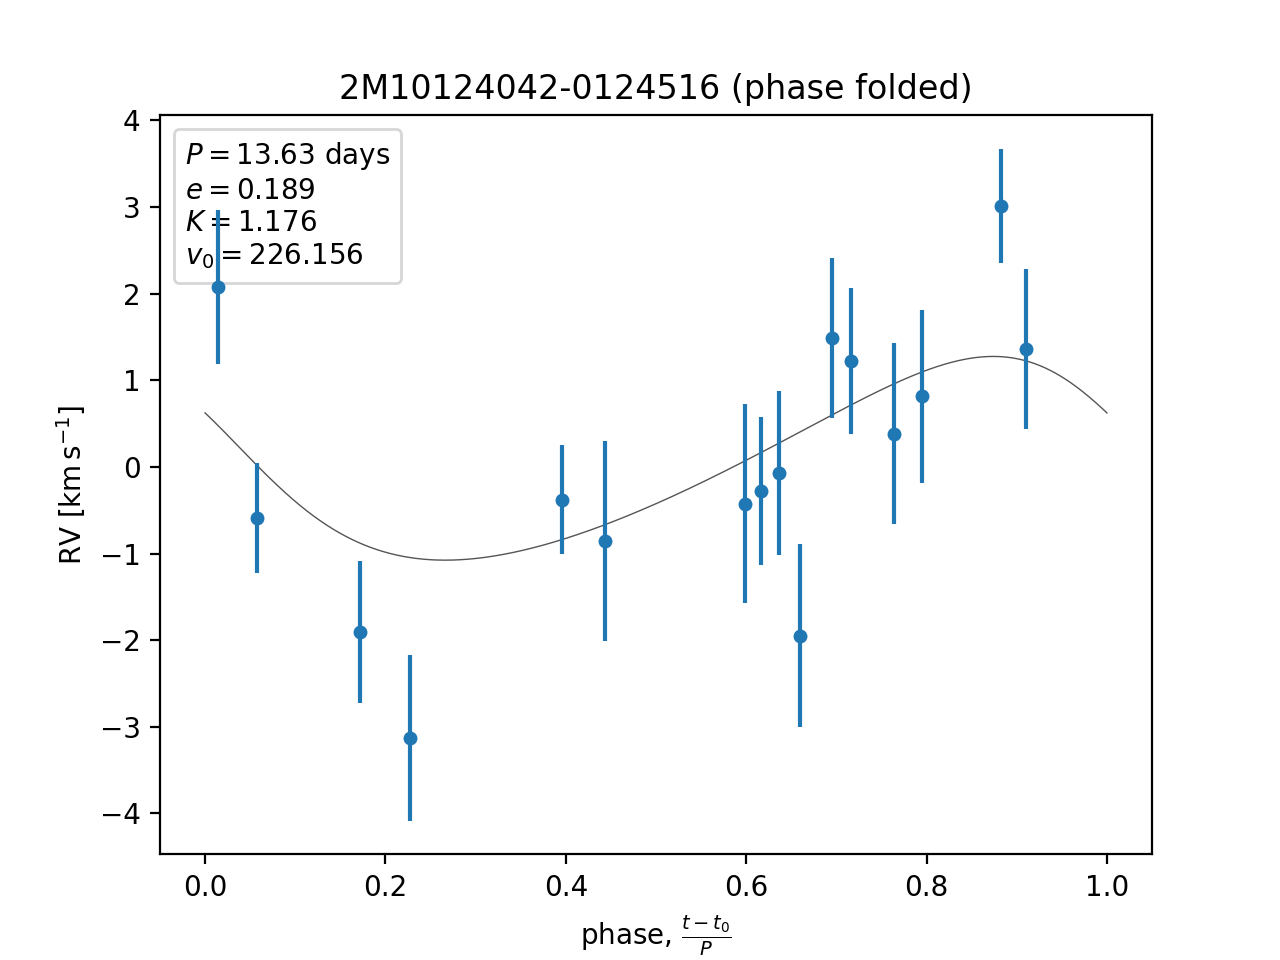 2M10124042-0124516 (phase folded)
P = 13.63 days
e = 0.189
K = 1.176
v₀ = 226.156
4
3
2
1
0
−1
−2
−3
−4
RV [km s⁻¹]
0.0 0.2 0.4 0.6 0.8 1.0
phase, (t − t₀)/P